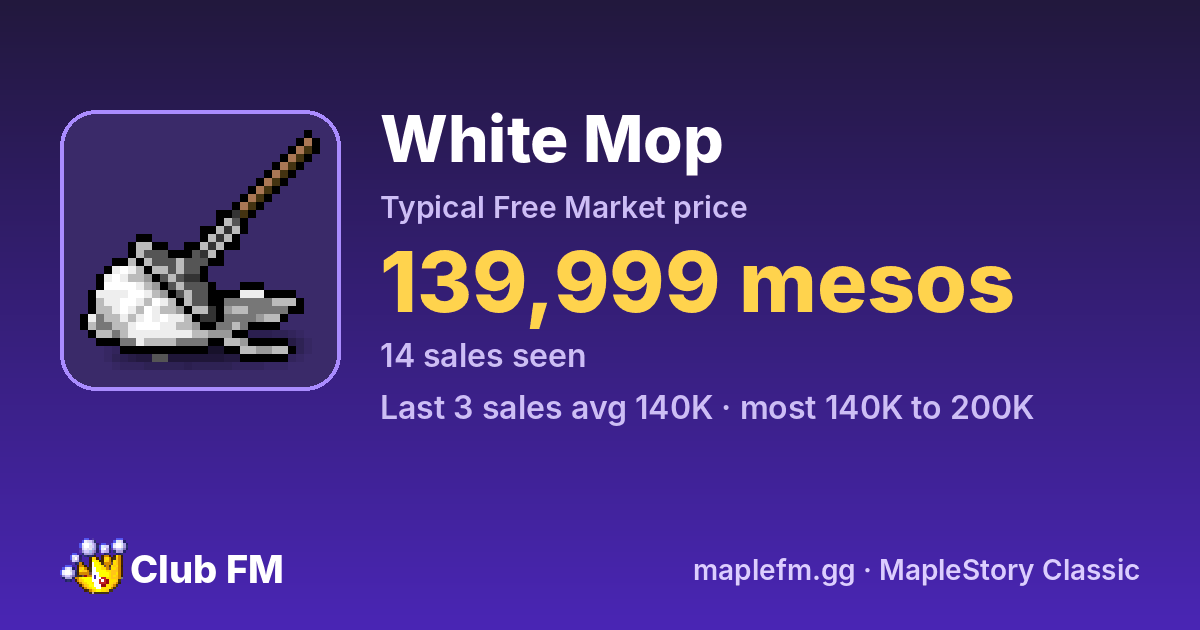 White Mop
Typical Free Market price
139,999 mesos
14 sales seen
Last 3 sales avg 140K · most 140K to 200K
Club FM
maplefm.gg · MapleStory Classic